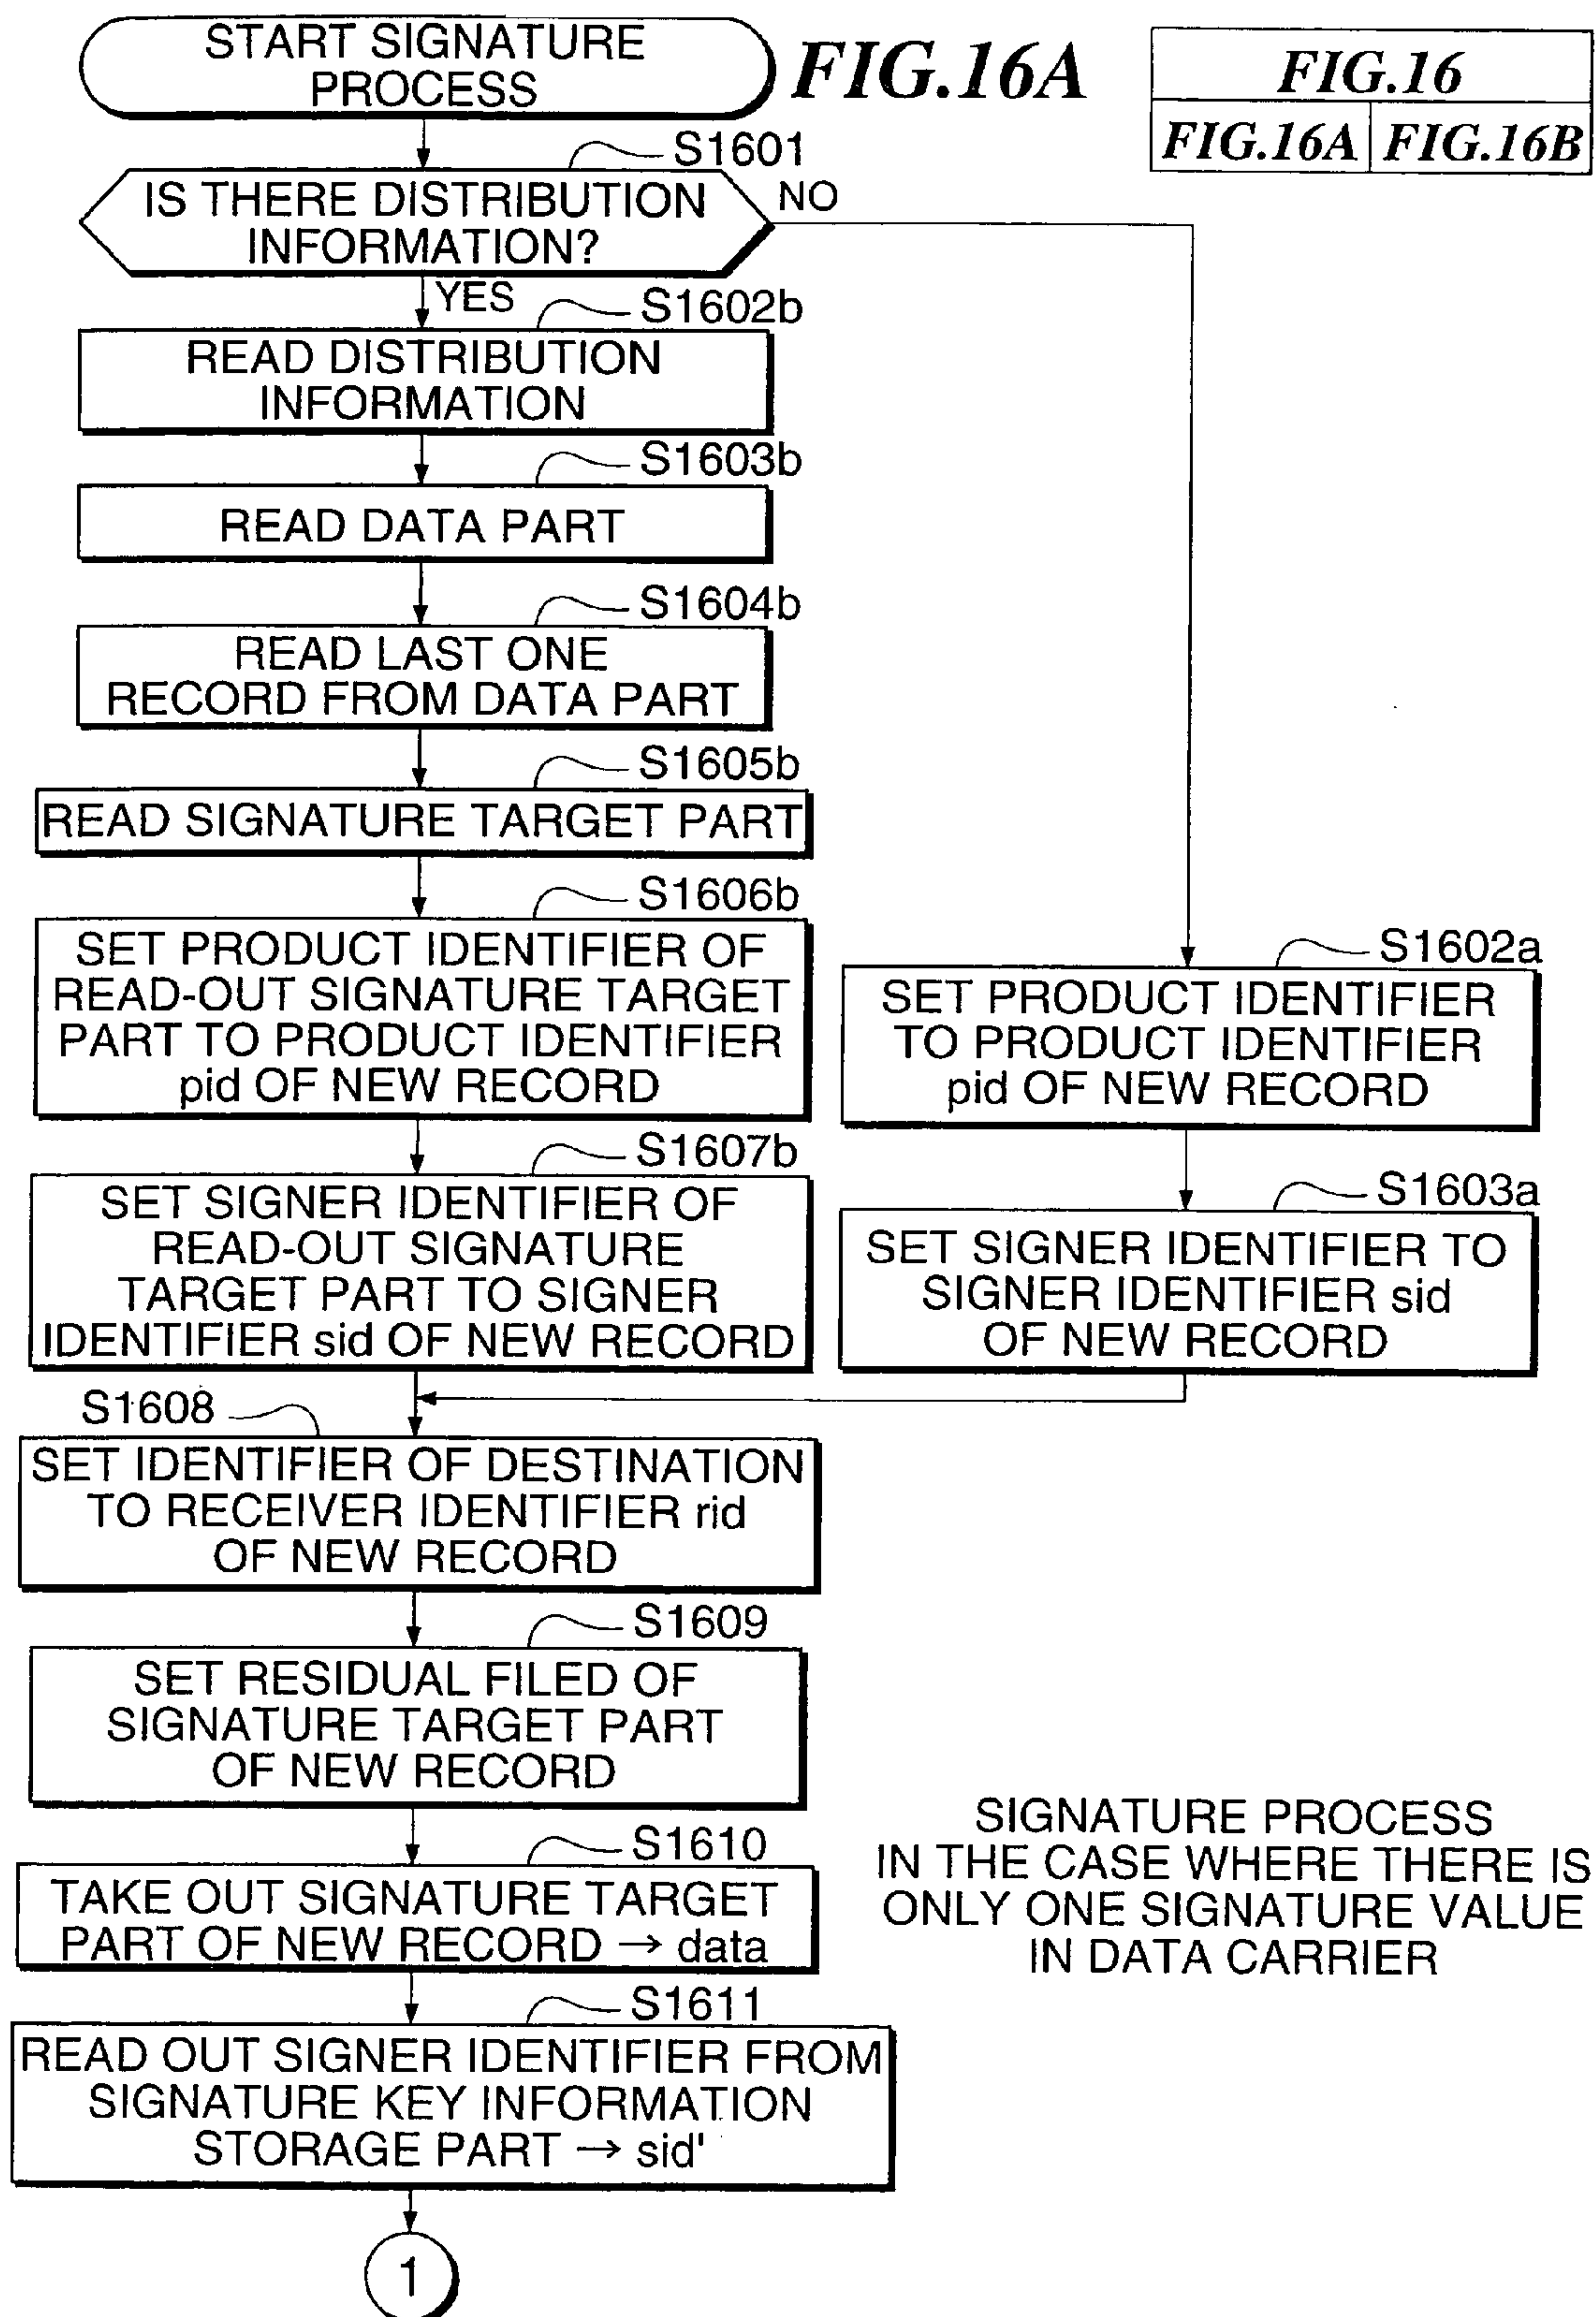 START SIGNATURE
PROCESS
FIG.16A
FIG.16
FIG.16A FIG.16B
S1601
IS THERE DISTRIBUTION
INFORMATION?
NO
YES
S1602b
READ DISTRIBUTION
INFORMATION
S1603b
READ DATA PART
S1604b
READ LAST ONE
RECORD FROM DATA PART
S1605b
READ SIGNATURE TARGET PART
S1606b
SET PRODUCT IDENTIFIER OF
READ-OUT SIGNATURE TARGET
PART TO PRODUCT IDENTIFIER
pid OF NEW RECORD
S1602a
SET PRODUCT IDENTIFIER
TO PRODUCT IDENTIFIER
pid OF NEW RECORD
S1607b
SET SIGNER IDENTIFIER OF
READ-OUT SIGNATURE
TARGET PART TO SIGNER
IDENTIFIER sid OF NEW RECORD
S1603a
SET SIGNER IDENTIFIER TO
SIGNER IDENTIFIER sid
OF NEW RECORD
S1608
SET IDENTIFIER OF DESTINATION
TO RECEIVER IDENTIFIER rid
OF NEW RECORD
S1609
SET RESIDUAL FILED OF
SIGNATURE TARGET PART
OF NEW RECORD
S1610
TAKE OUT SIGNATURE TARGET
PART OF NEW RECORD → data
SIGNATURE PROCESS
IN THE CASE WHERE THERE IS
ONLY ONE SIGNATURE VALUE
IN DATA CARRIER
S1611
READ OUT SIGNER IDENTIFIER FROM
SIGNATURE KEY INFORMATION
STORAGE PART → sid'
1